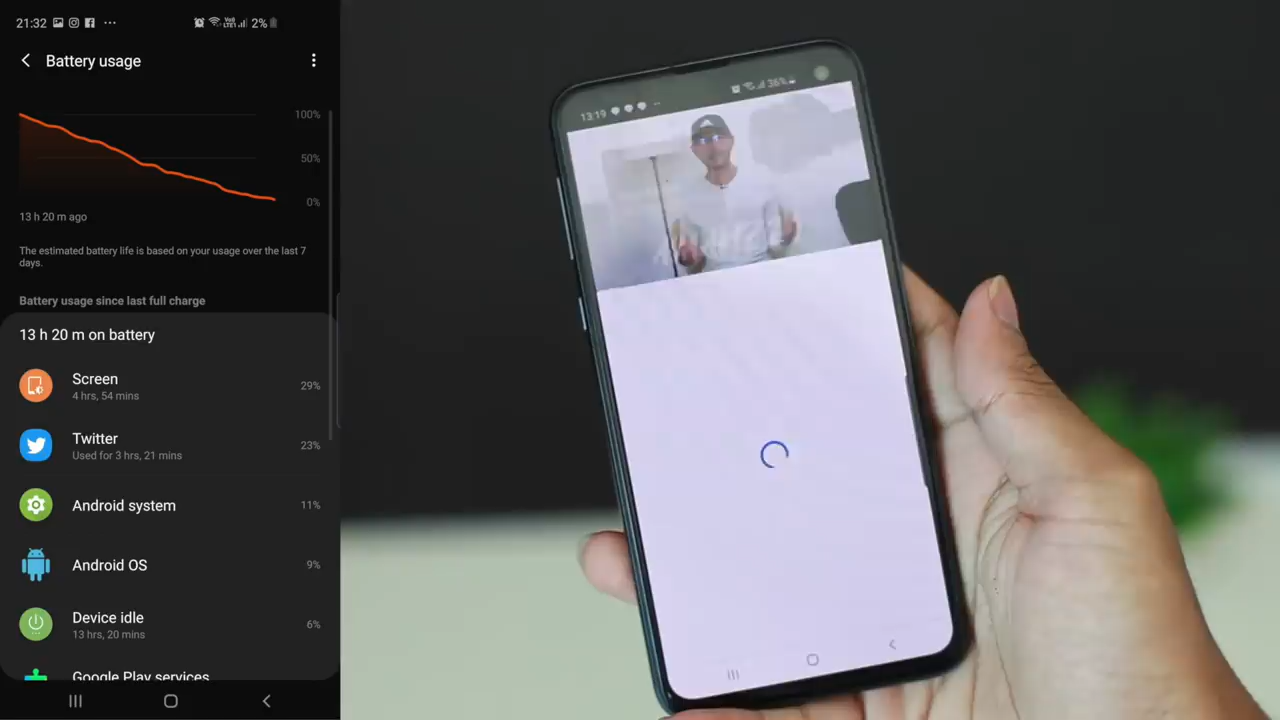 21:32 ... 2%
Battery usage
100%
50%
0%
13 h 20 m ago
The estimated battery life is based on your usage over the last 7
days.
Battery usage since last full charge
13 h 20 m on battery
Screen 29%
4 hrs, 54 mins
Twitter 23%
Used for 3 hrs, 21 mins
Android system 11%
Android OS 9%
Device idle 6%
13 hrs, 20 mins
Google Play services
13:19 36%